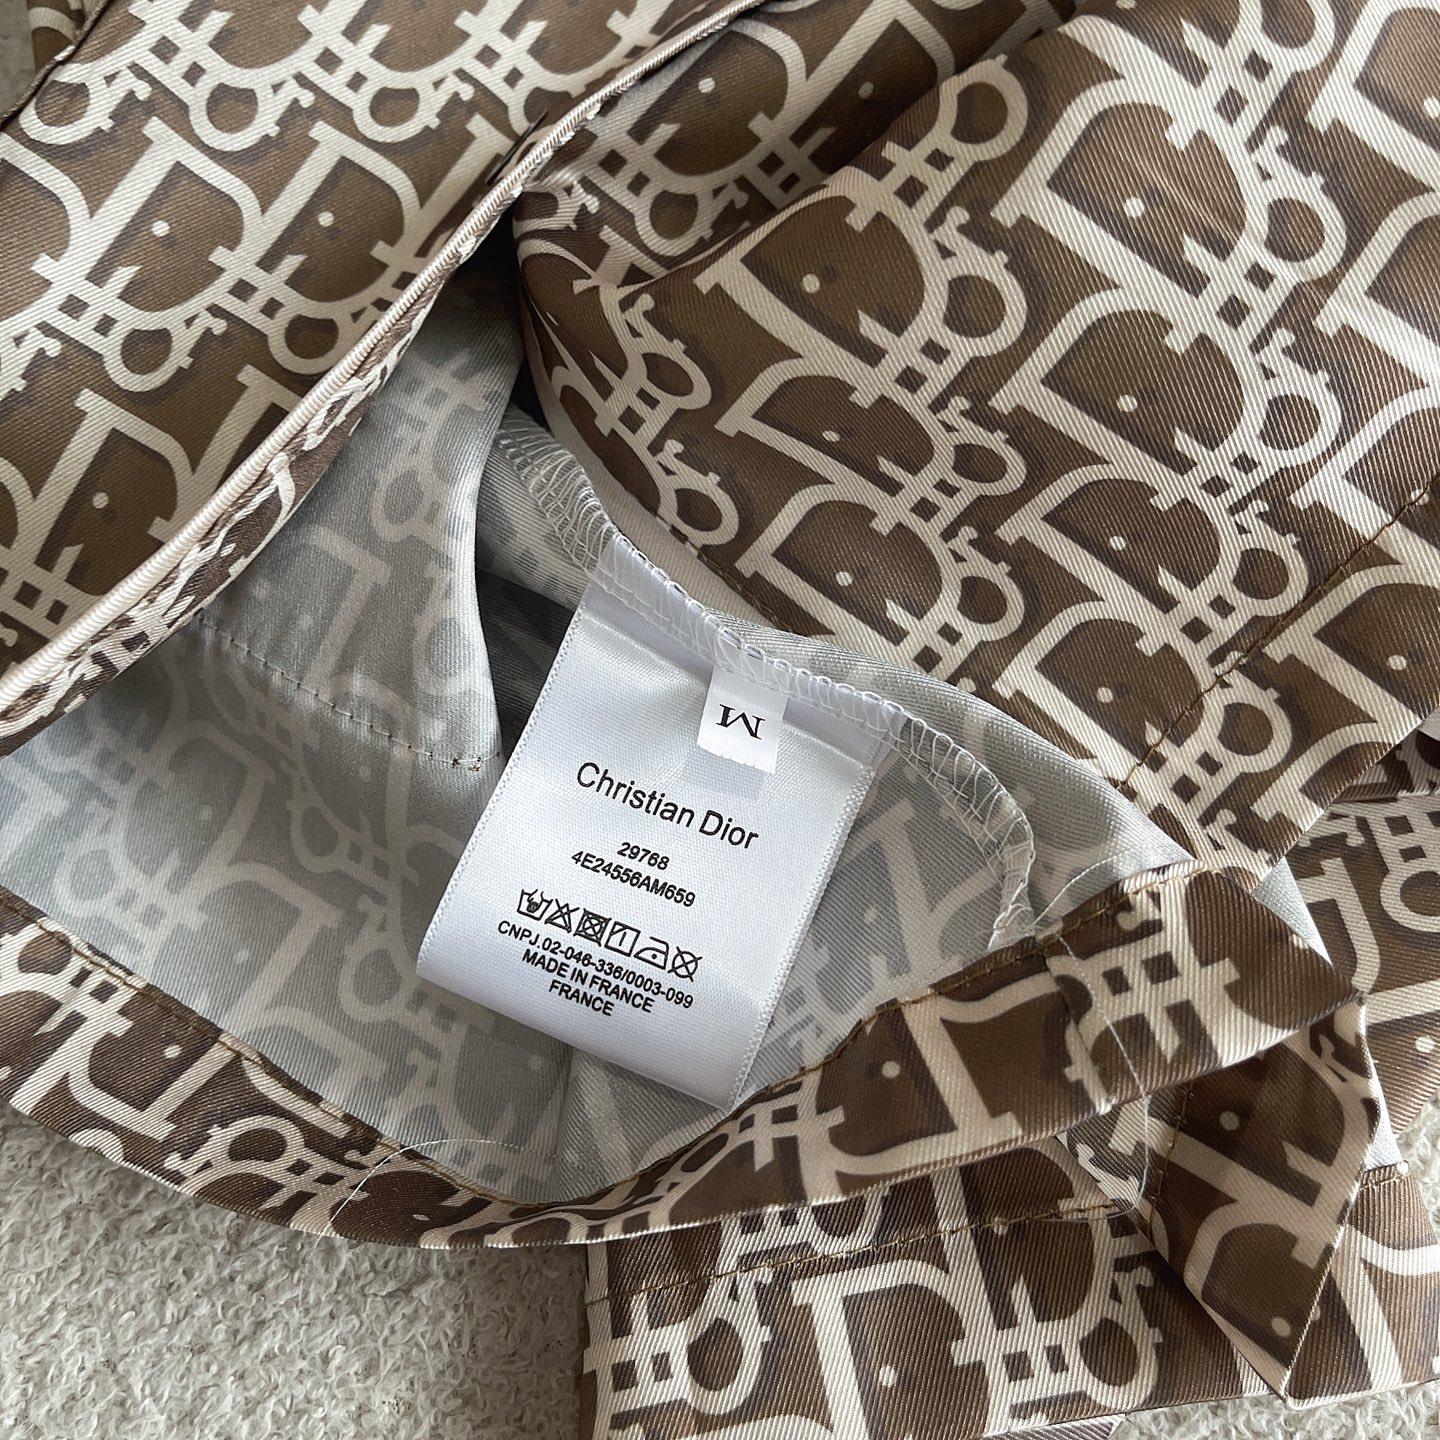 M
Christian Dior
29768
4E24556AM659
CNPJ.02-046-336/0003-099
MADE IN FRANCE
FRANCE